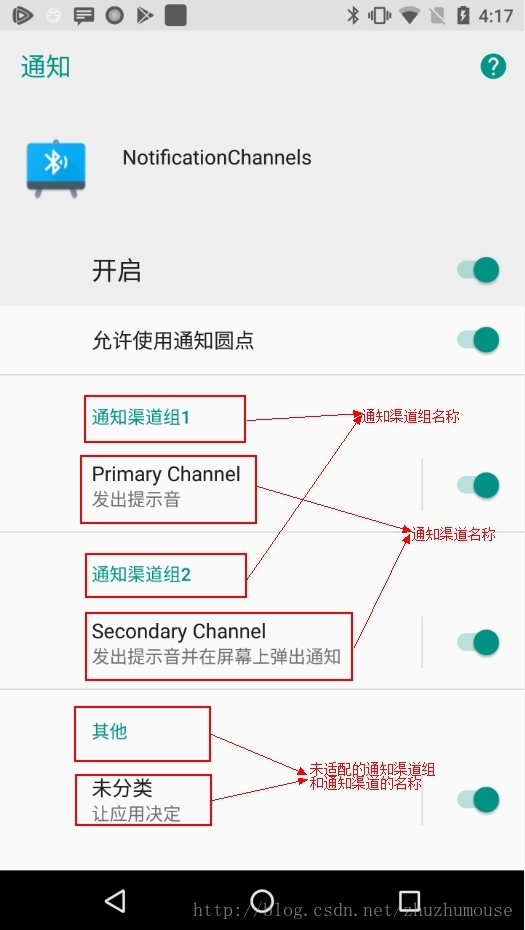 4:17
通知
NotificationChannels
开启
允许使用通知圆点
通知渠道组1
通知渠道组名称
Primary Channel
发出提示音
通知渠道名称
通知渠道组2
Secondary Channel
发出提示音并在屏幕上弹出通知
其他
未适配的通知渠道组
和通知渠道的名称
未分类
让应用决定
http://blog.csdn.net/zhuzhumouse